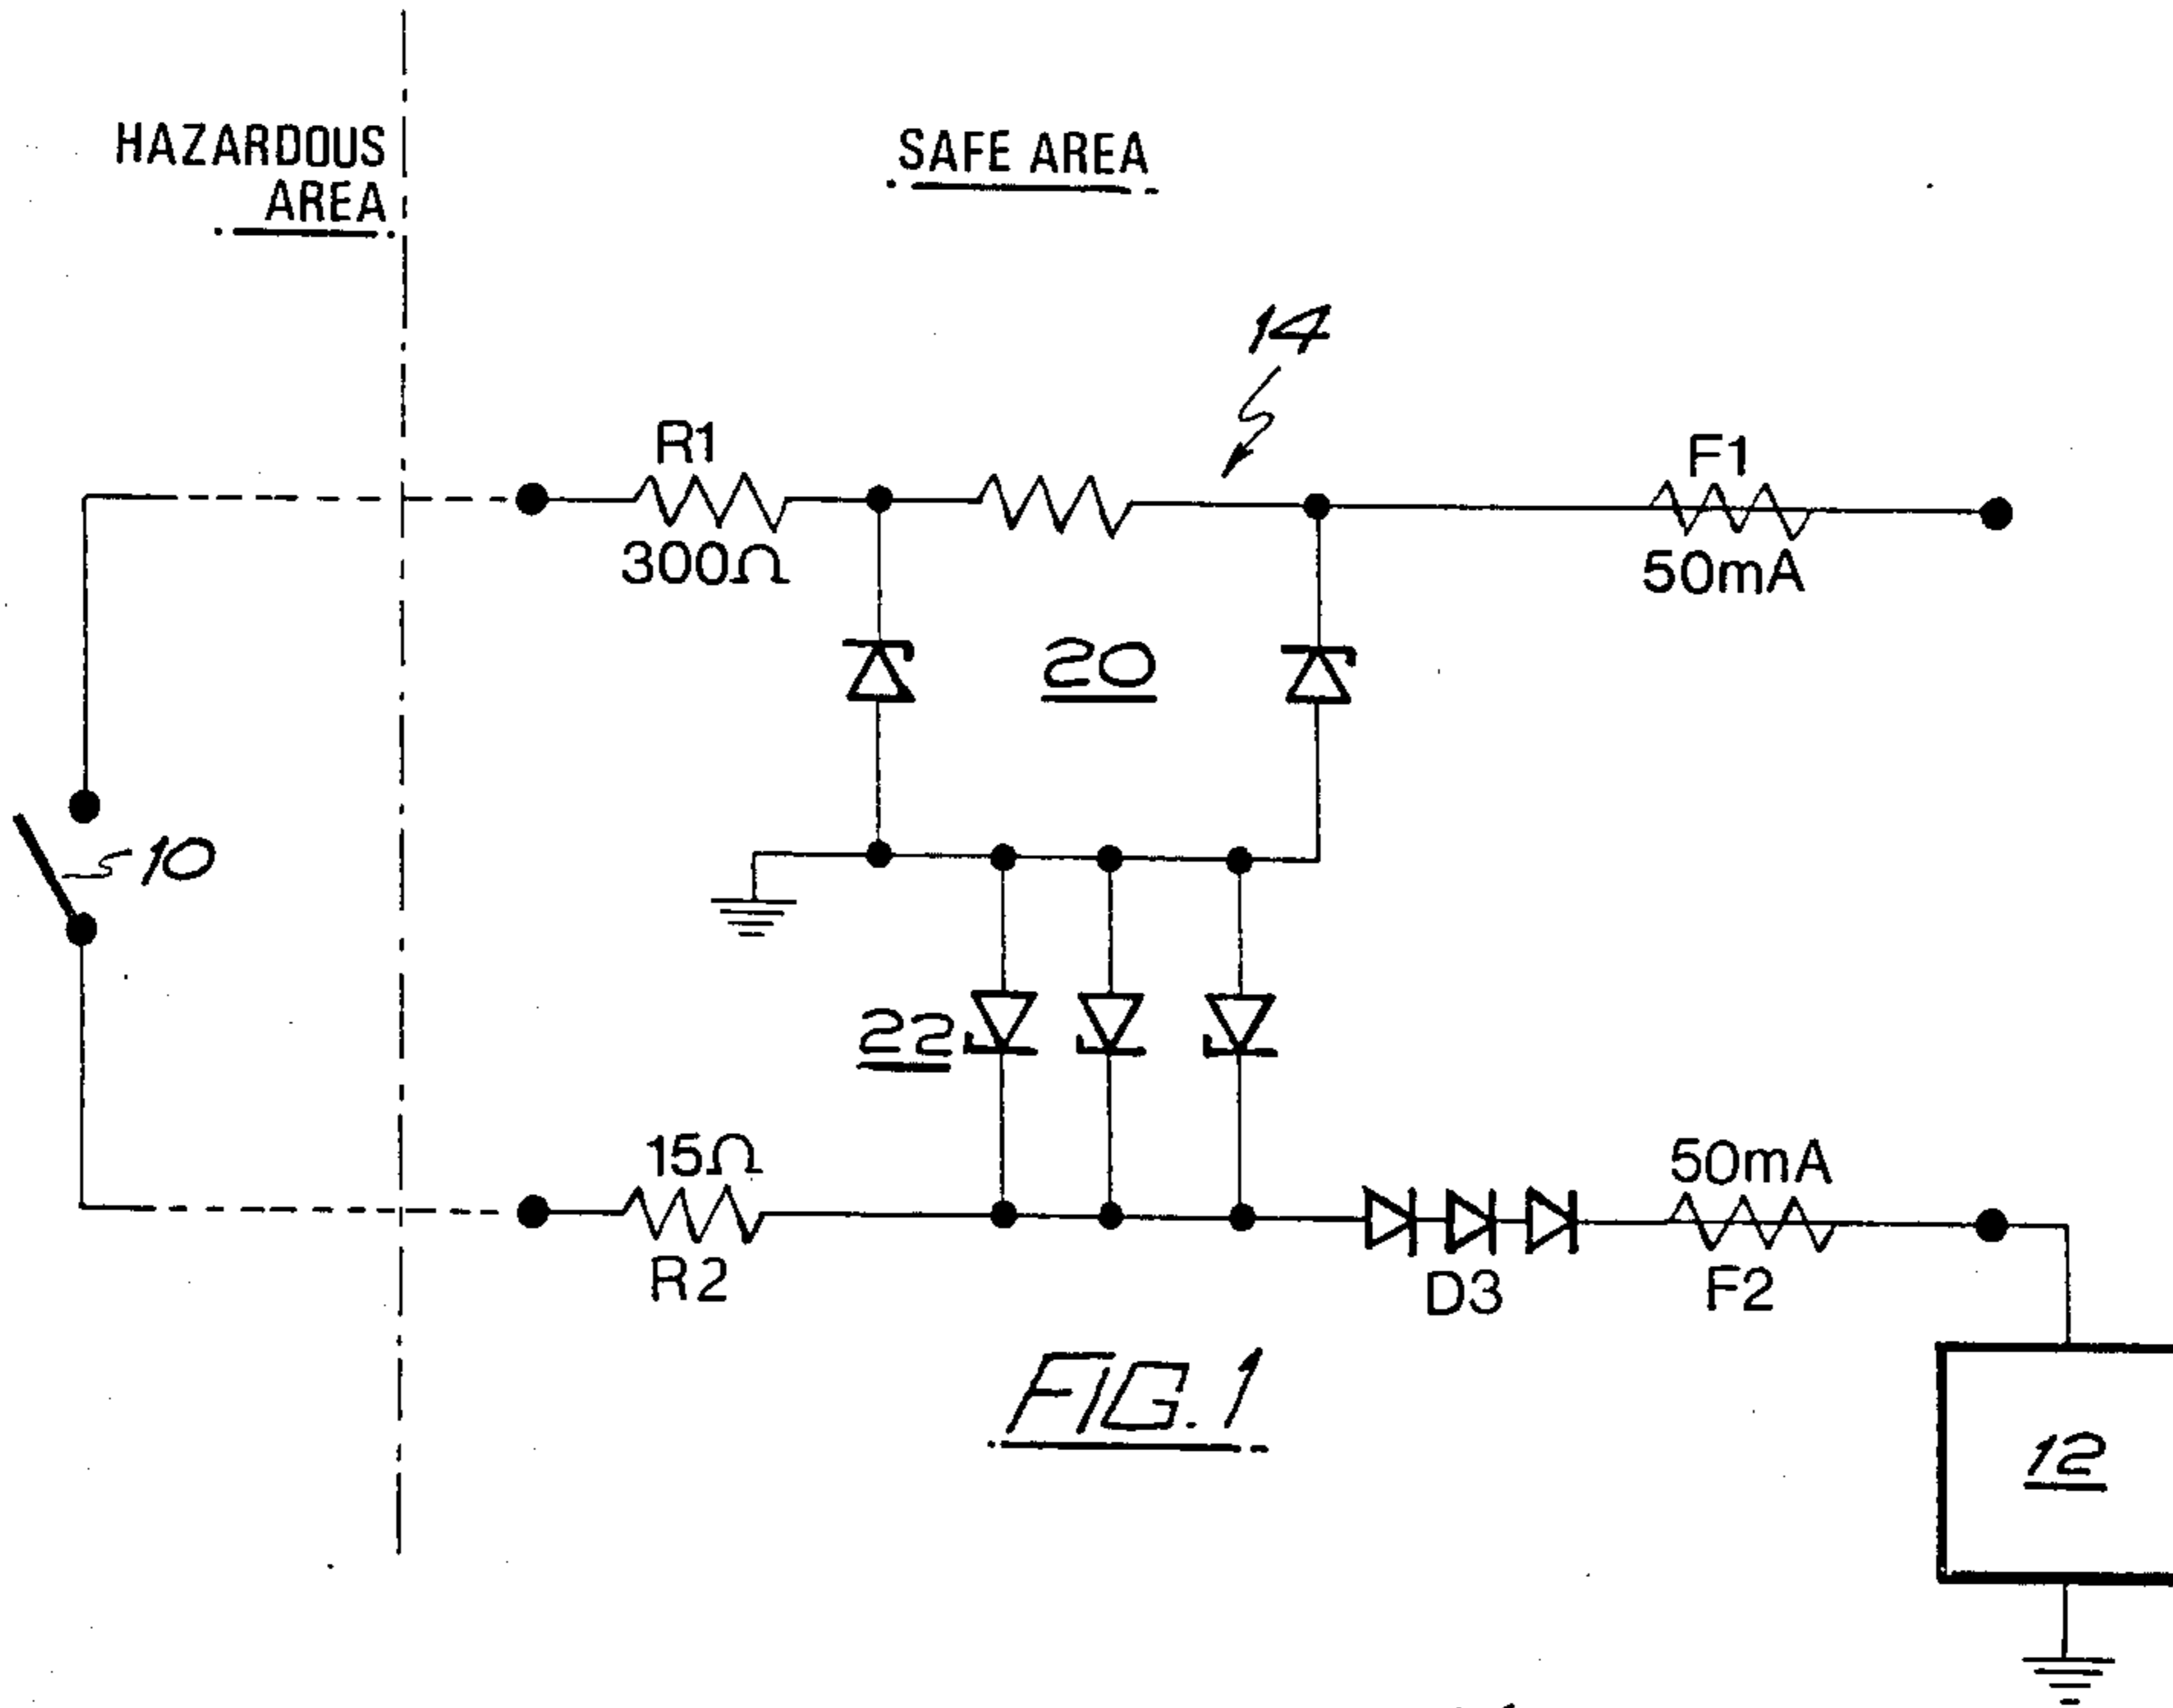 HAZARDOUS
AREA
SAFE AREA
14
R1
300Ω
F1
50mA
20
10
22
15Ω
R2
D3
50mA
F2
FIG.1
12